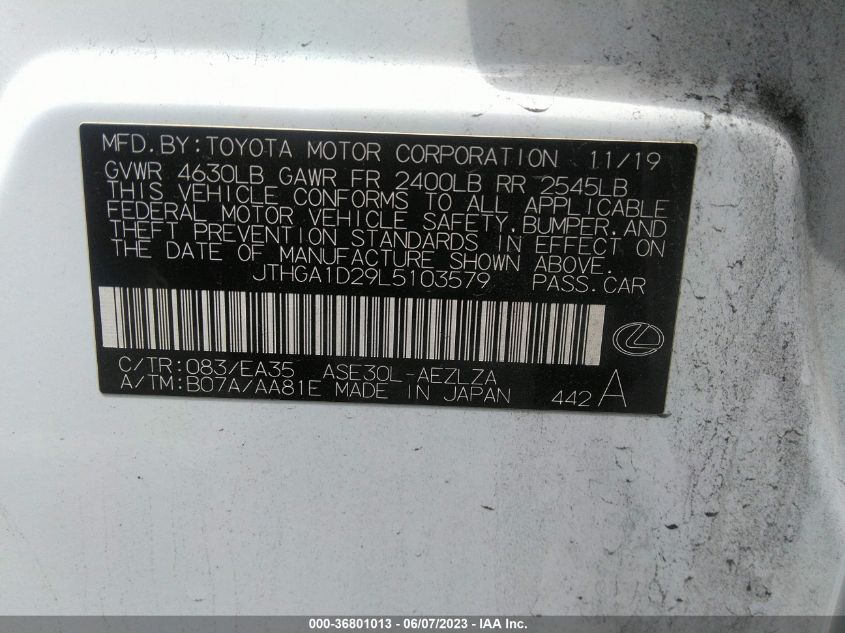 MFD.BY:TOYOTA MOTOR CORPORATION 11/19
GVWR 4630LB GAWR FR 2400LB RR 2545LB
THIS VEHICLE CONFORMS TO ALL APPLICABLE
FEDERAL MOTOR VEHICLE SAFETY,BUMPER,AND
THEFT PREVENTION STANDARDS IN EFFECT ON
THE DATE OF MANUFACTURE SHOWN ABOVE.
JTHGA1D29L5103579 PASS.CAR
C/TR:083/EA35 ASE30L-AEZLZA
A/TM:B07A/AA81E MADE IN JAPAN 442 A
000-36801013 - 06/07/2023 - IAA Inc.